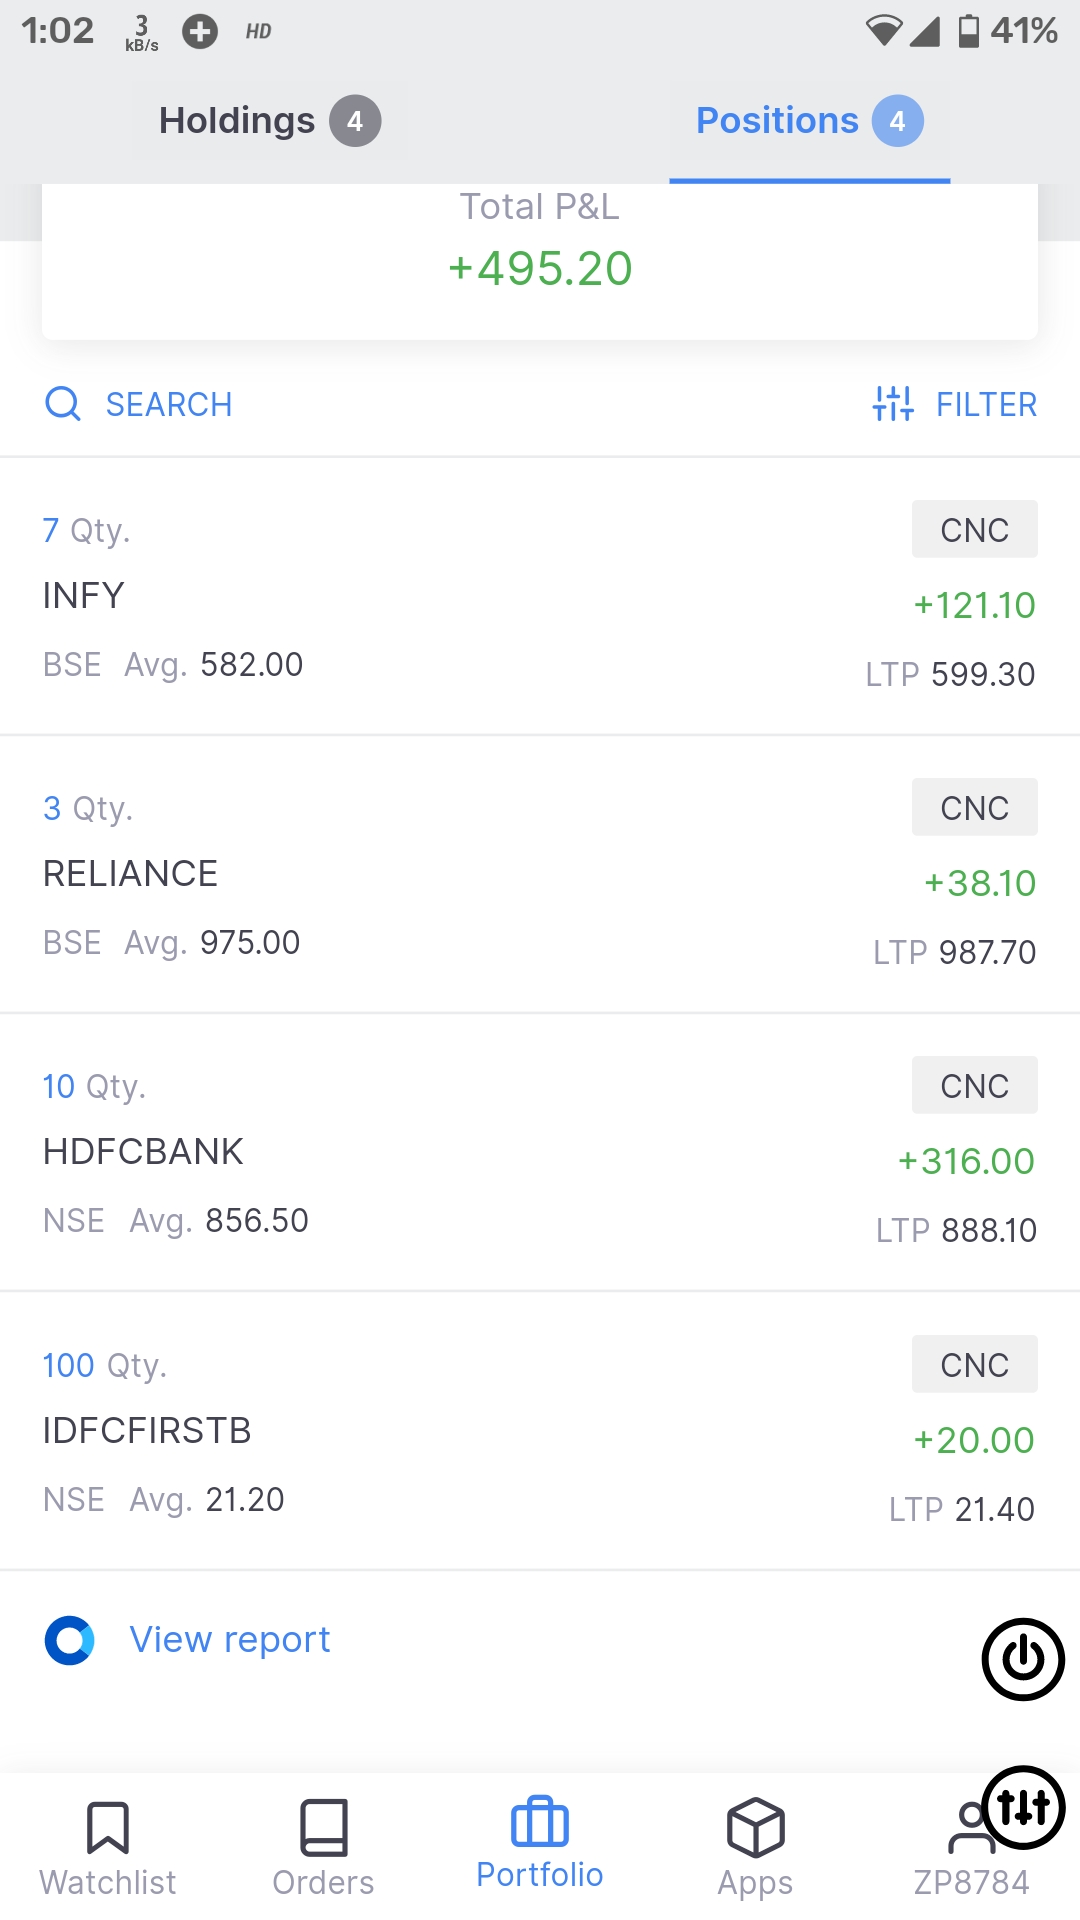 1:02 3 kB/s HD 41%
Holdings 4 Positions 4
Total P&L
+495.20
SEARCH FILTER
7 Qty. CNC
INFY +121.10
BSE Avg. 582.00 LTP 599.30
3 Qty. CNC
RELIANCE +38.10
BSE Avg. 975.00 LTP 987.70
10 Qty. CNC
HDFCBANK +316.00
NSE Avg. 856.50 LTP 888.10
100 Qty. CNC
IDFCFIRSTB +20.00
NSE Avg. 21.20 LTP 21.40
View report
Watchlist Orders Portfolio Apps ZP8784